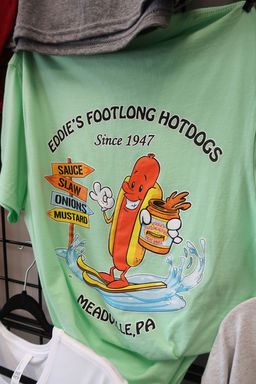 EDDIE'S FOOTLONG HOTDOGS
Since 1947
SAUCE
SLAW
ONIONS
MUSTARD
MEADVILLE, PA